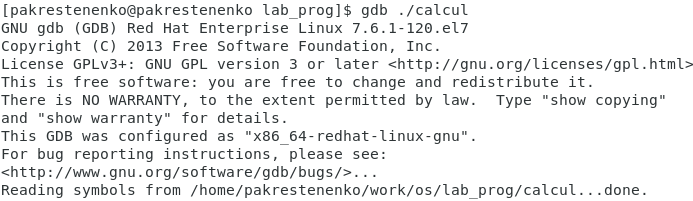 [pakrestenenko@pakrestenenko lab_prog]$ gdb ./calcul
GNU gdb (GDB) Red Hat Enterprise Linux 7.6.1-120.el7
Copyright (C) 2013 Free Software Foundation, Inc.
License GPLv3+: GNU GPL version 3 or later <http://gnu.org/licenses/gpl.html>
This is free software: you are free to change and redistribute it.
There is NO WARRANTY, to the extent permitted by law.  Type "show copying"
and "show warranty" for details.
This GDB was configured as "x86_64-redhat-linux-gnu".
For bug reporting instructions, please see:
<http://www.gnu.org/software/gdb/bugs/>...
Reading symbols from /home/pakrestenenko/work/os/lab_prog/calcul...done.